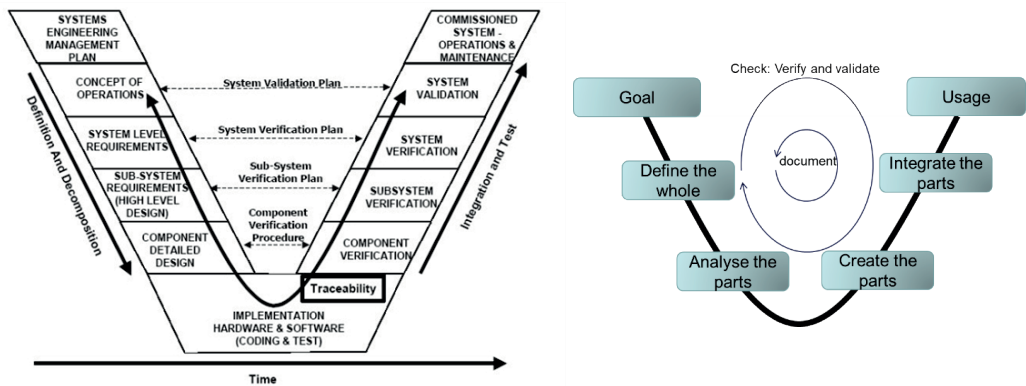 SYSTEMS
ENGINEERING
MANAGEMENT
PLAN
CONCEPT OF
OPERATIONS
SYSTEM LEVEL
REQUIREMENTS
SUB-SYSTEM
REQUIREMENTS
(HIGH LEVEL
DESIGN)
COMPONENT
DETAILED
DESIGN
Definition And Decomposition
System Validation Plan
System Verification Plan
Sub-System
Verification Plan
Component
Verification
Procedure
COMMISSIONED
SYSTEM -
OPERATIONS &
MAINTENANCE
SYSTEM
VALIDATION
SYSTEM
VERIFICATION
SUBSYSTEM
VERIFICATION
COMPONENT
VERIFICATION
Integration and Test
Traceability
IMPLEMENTATION
HARDWARE & SOFTWARE
(CODING & TEST)
Time
Check: Verify and validate
Goal
Usage
document
Define the
whole
Integrate the
parts
Analyse the
parts
Create the
parts